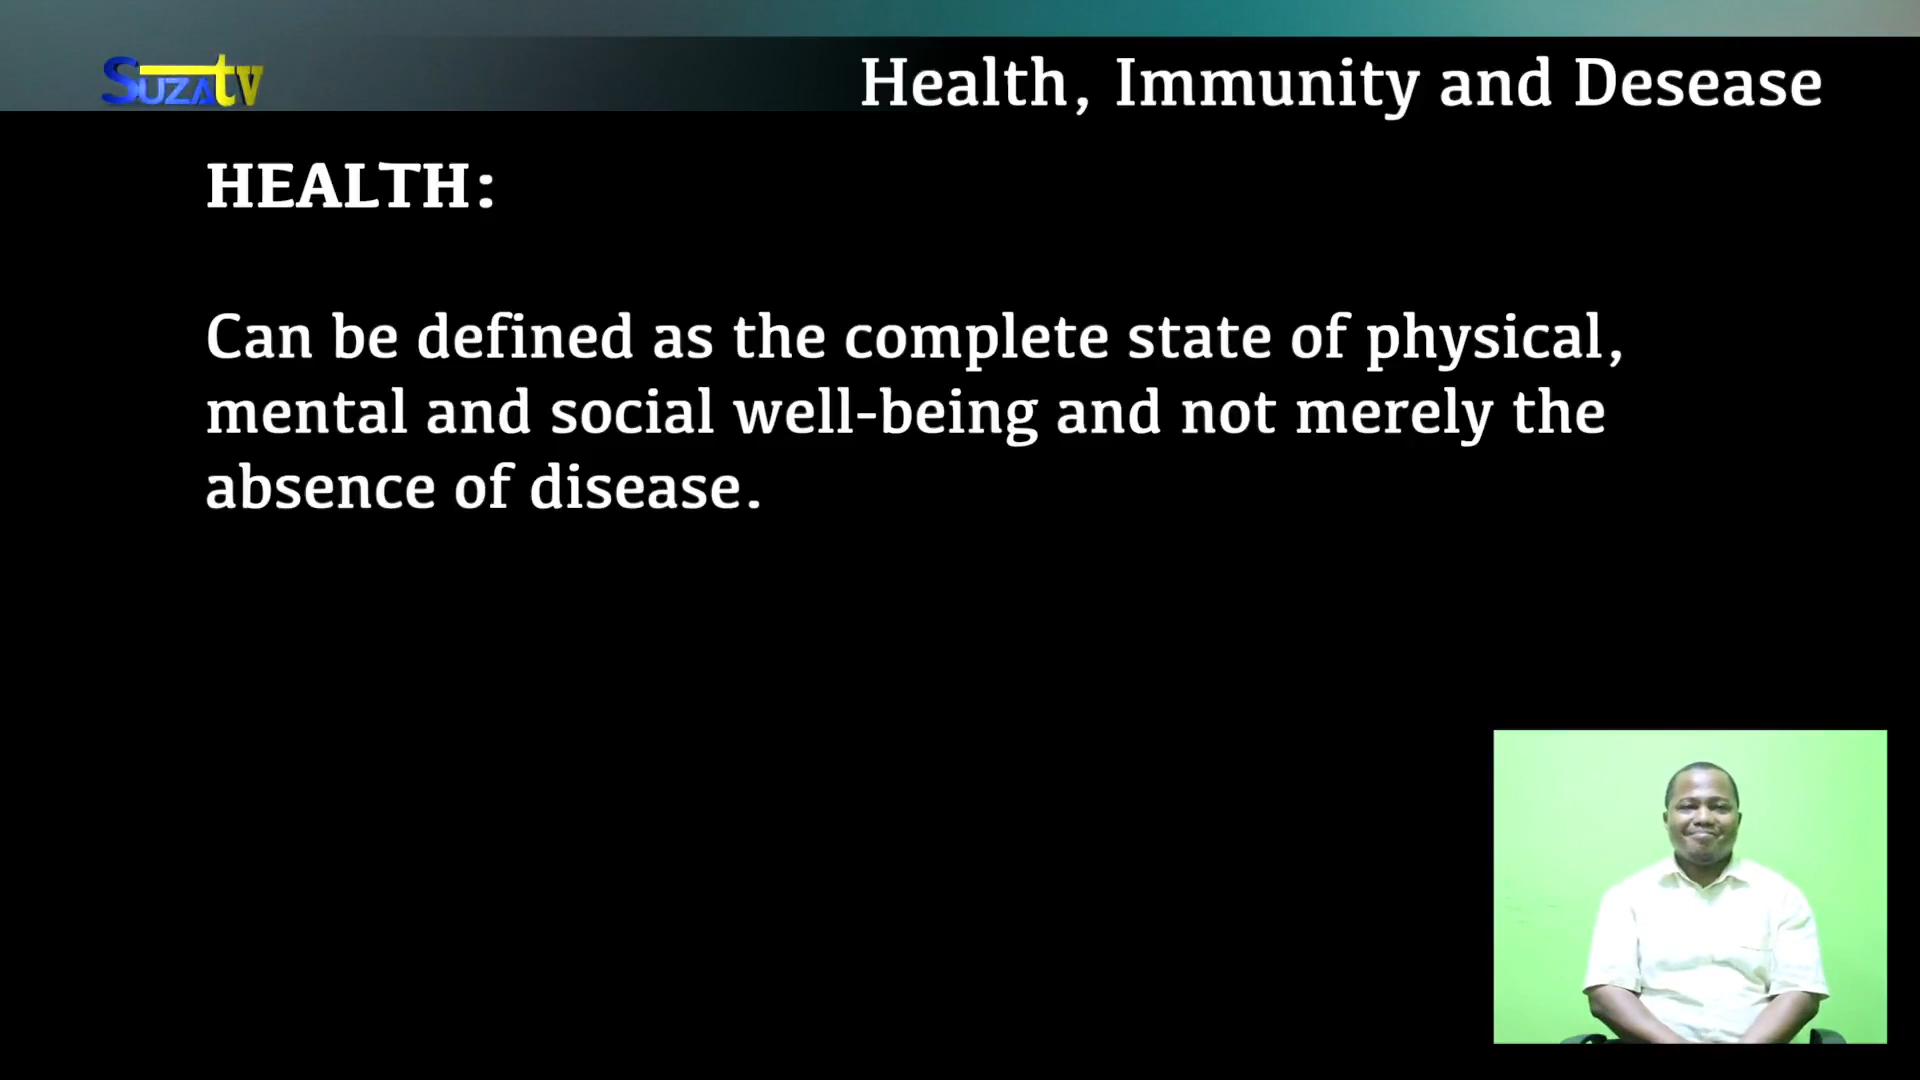 SUZAtv
Health, Immunity and Desease
HEALTH:
Can be defined as the complete state of physical,
mental and social well-being and not merely the
absence of disease.